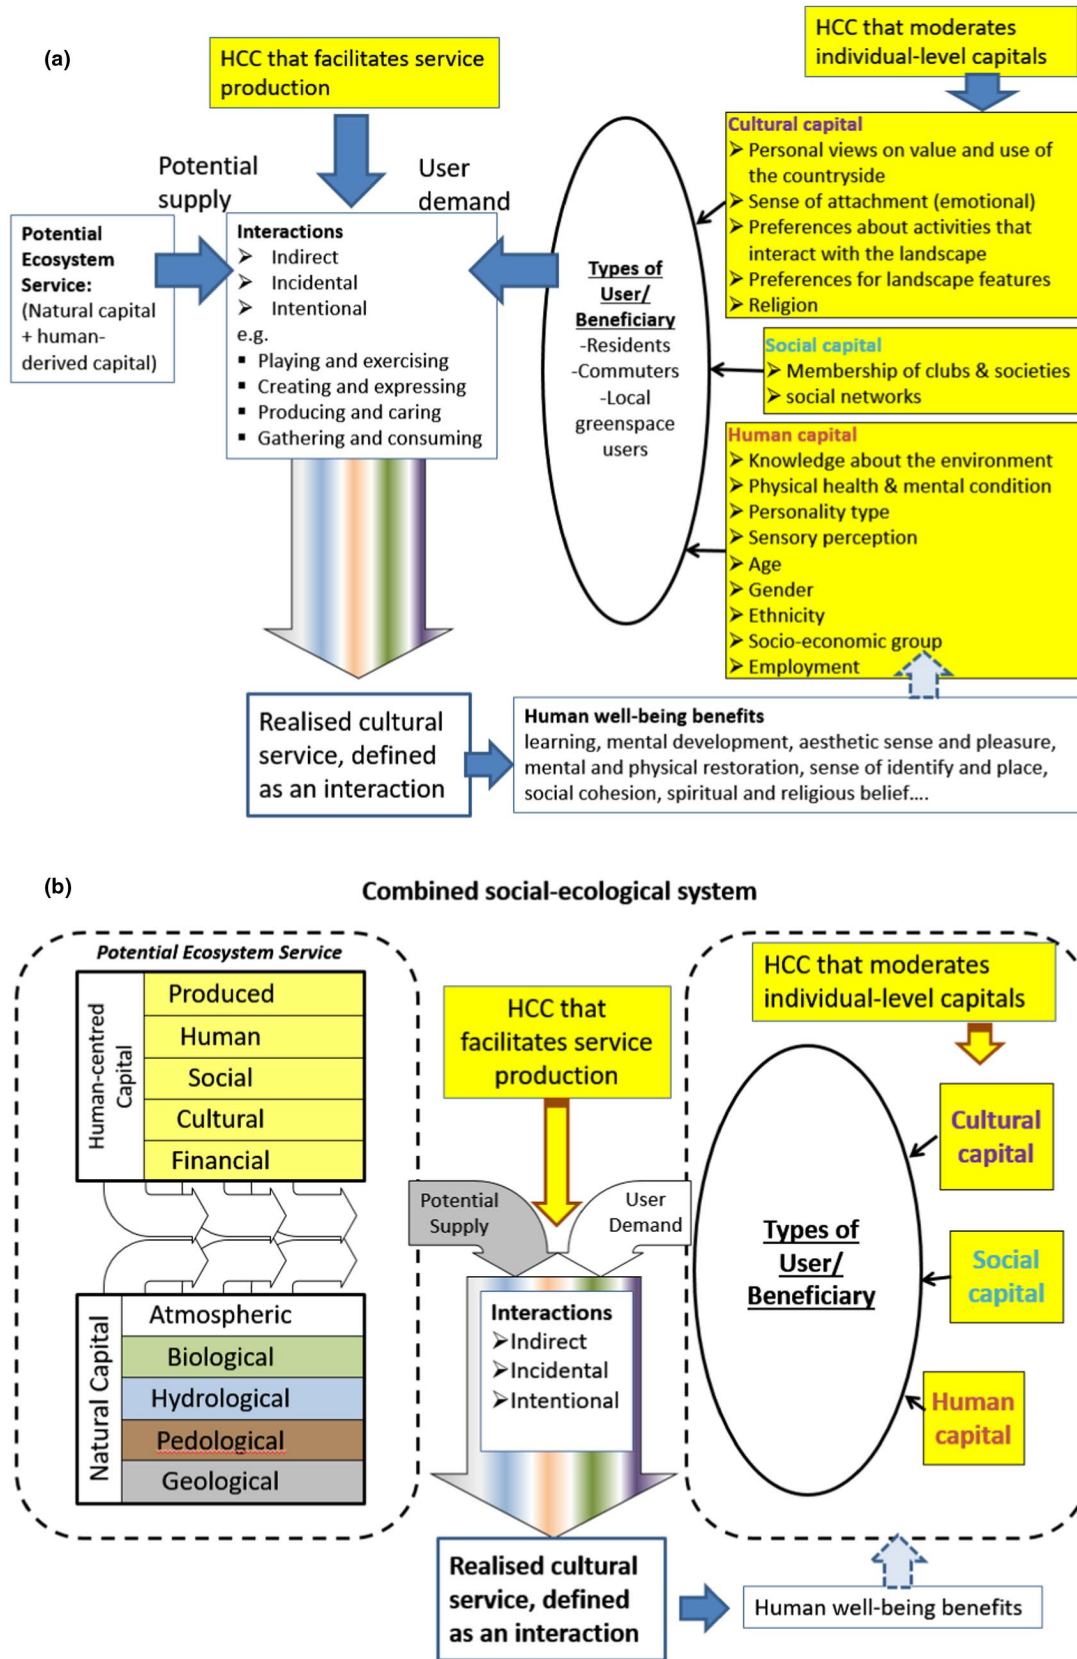 (a)
HCC that facilitates service
production
HCC that moderates
individual-level capitals
Potential
supply
User
demand
Potential
Ecosystem
Service:
(Natural capital
+ human-
derived capital)
Interactions
➢ Indirect
➢ Incidental
➢ Intentional
e.g.
▪ Playing and exercising
▪ Creating and expressing
▪ Producing and caring
▪ Gathering and consuming
Types of
User/
Beneficiary
-Residents
-Commuters
-Local
greenspace
users
Cultural capital
➢ Personal views on value and use of
the countryside
➢ Sense of attachment (emotional)
➢ Preferences about activities that
interact with the landscape
➢ Preferences for landscape features
➢ Religion
Social capital
➢ Membership of clubs & societies
➢ social networks
Human capital
➢ Knowledge about the environment
➢ Physical health & mental condition
➢ Personality type
➢ Sensory perception
➢ Age
➢ Gender
➢ Ethnicity
➢ Socio-economic group
➢ Employment
Realised cultural
service, defined
as an interaction
Human well-being benefits
learning, mental development, aesthetic sense and pleasure,
mental and physical restoration, sense of identify and place,
social cohesion, spiritual and religious belief....
(b)
Combined social-ecological system
Potential Ecosystem Service
Human-centred
Capital
Produced
Human
Social
Cultural
Financial
Natural Capital
Atmospheric
Biological
Hydrological
Pedological
Geological
HCC that
facilitates service
production
Potential
Supply
User
Demand
Interactions
➢Indirect
➢Incidental
➢Intentional
HCC that moderates
individual-level capitals
Types of
User/
Beneficiary
Cultural
capital
Social
capital
Human
capital
Realised cultural
service, defined
as an interaction
Human well-being benefits